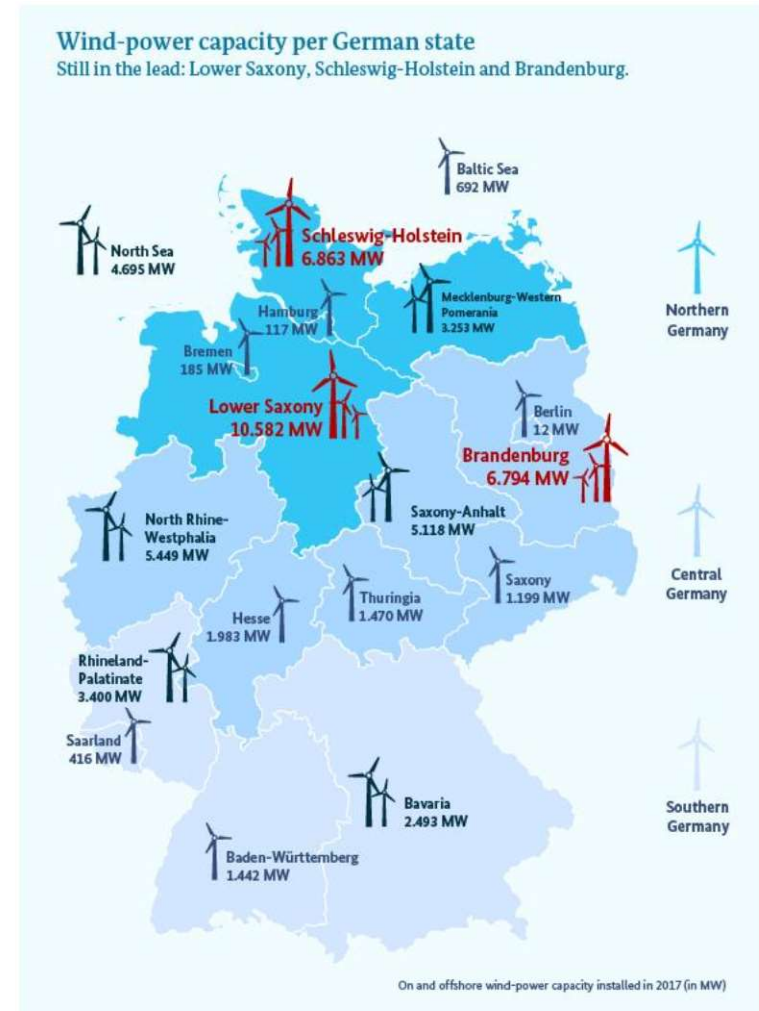 Wind-power capacity per German state
Still in the lead: Lower Saxony, Schleswig-Holstein and Brandenburg.
Baltic Sea
692 MW
North Sea
4.695 MW
Schleswig-Holstein
6.863 MW
Mecklenburg-Western
Pomerania
3.253 MW
Hamburg
117 MW
Northern
Germany
Bremen
185 MW
Lower Saxony
10.582 MW
Berlin
12 MW
Brandenburg
6.794 MW
Saxony-Anhalt
5.118 MW
North Rhine-
Westphalia
5.449 MW
Central
Germany
Saxony
1.199 MW
Thuringia
1.470 MW
Hesse
1.983 MW
Rhineland-
Palatinate
3.400 MW
Saarland
416 MW
Bavaria
2.493 MW
Southern
Germany
Baden-Württemberg
1.442 MW
On and offshore wind-power capacity installed in 2017 (in MW)